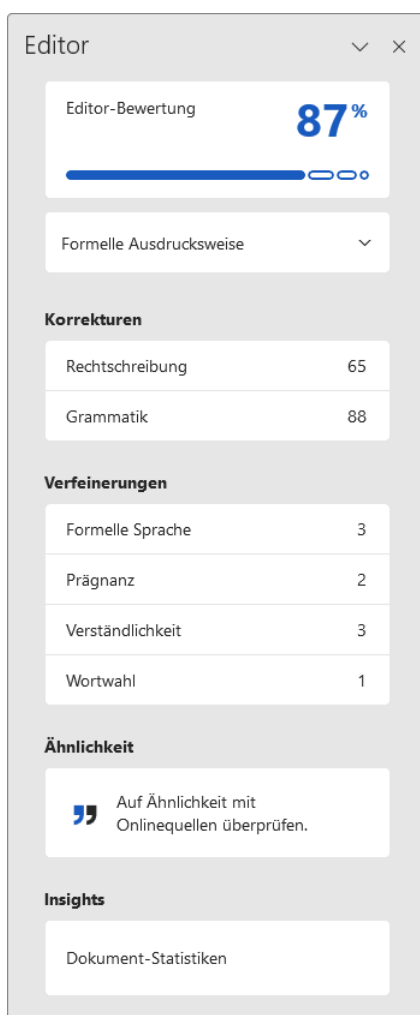 Editor
Editor-Bewertung
87%
Formelle Ausdrucksweise
Korrekturen
Rechtschreibung 65
Grammatik 88
Verfeinerungen
Formelle Sprache 3
Prägnanz 2
Verständlichkeit 3
Wortwahl 1
Ähnlichkeit
Auf Ähnlichkeit mit
Onlinequellen überprüfen.
Insights
Dokument-Statistiken